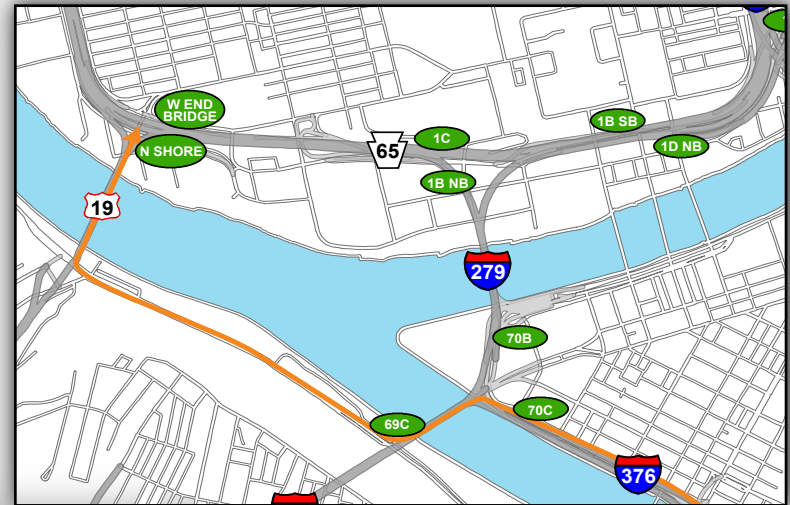 W END
BRIDGE
N SHORE
19
65
1C
1B NB
1B SB
1D NB
279
70B
70C
69C
376